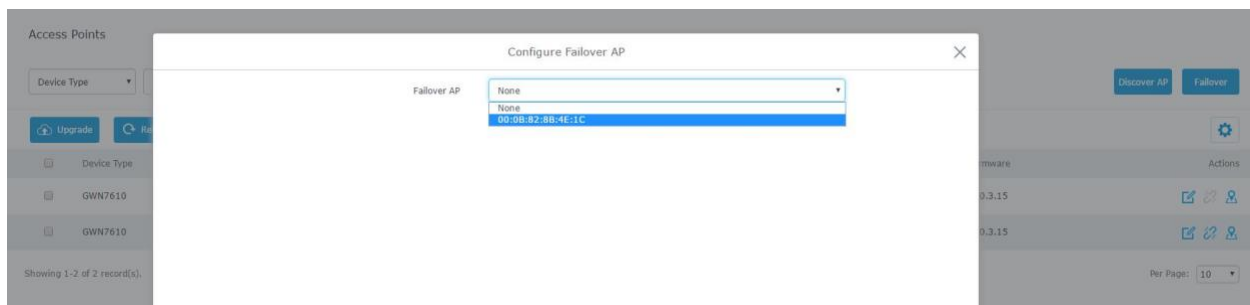 Access Points
Configure Failover AP
Device Type
Failover AP
None
Discover AP
Failover
None
00:0B:82:8B:4E:1C
Upgrade
Device Type
Actions
GWN7610
0.3.15
GWN7610
0.3.15
Showing 1-2 of 2 record(s).
Per Page: 10